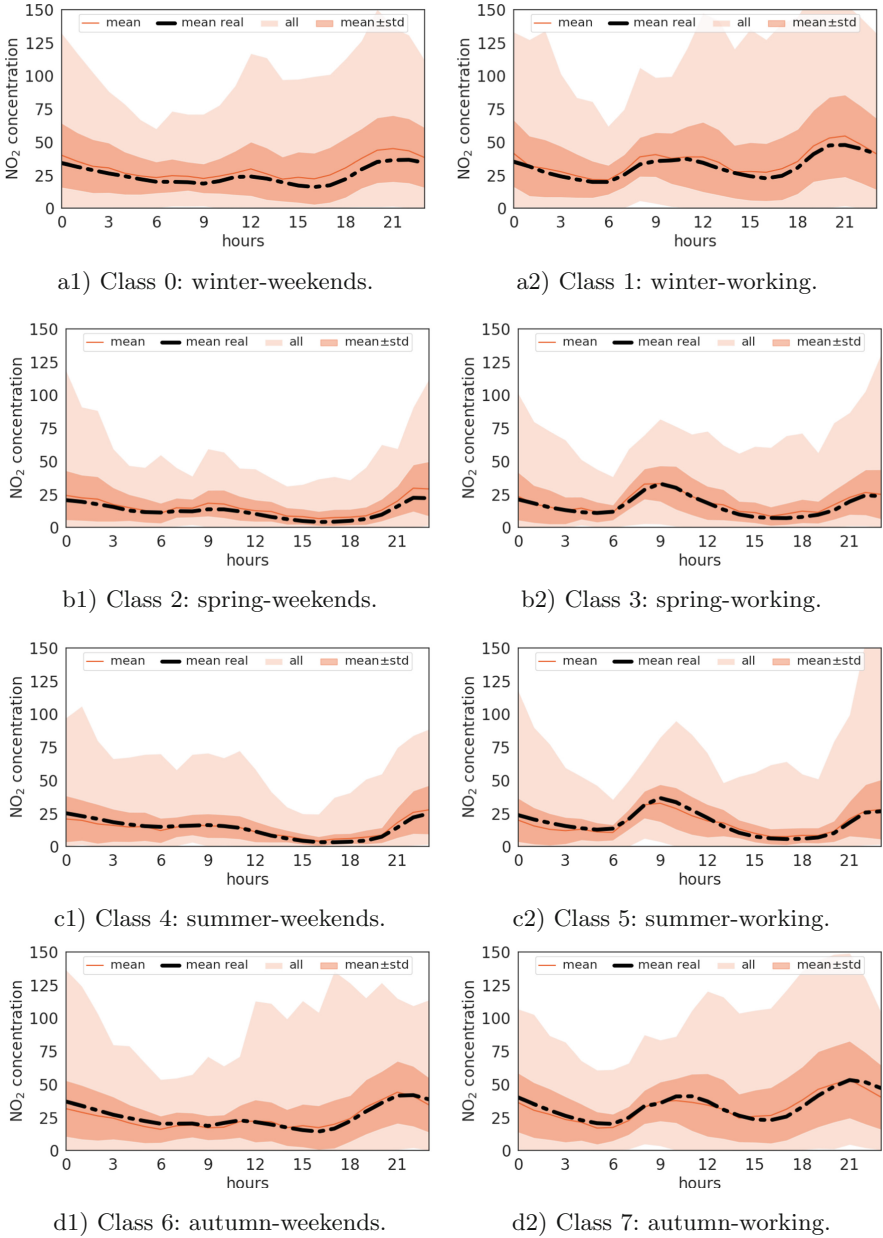 mean mean real all mean±std
mean mean real all mean±std
NO₂ concentration
NO₂ concentration
150
125
100
75
50
25
0
150
125
100
75
50
25
0
0 3 6 9 12 15 18 21
0 3 6 9 12 15 18 21
hours
hours
a1) Class 0: winter-weekends.
a2) Class 1: winter-working.
mean mean real all mean±std
mean mean real all mean±std
NO₂ concentration
NO₂ concentration
150
125
100
75
50
25
0
150
125
100
75
50
25
0
0 3 6 9 12 15 18 21
0 3 6 9 12 15 18 21
hours
hours
b1) Class 2: spring-weekends.
b2) Class 3: spring-working.
mean mean real all mean±std
mean mean real all mean±std
NO₂ concentration
NO₂ concentration
150
125
100
75
50
25
0
150
125
100
75
50
25
0
0 3 6 9 12 15 18 21
0 3 6 9 12 15 18 21
hours
hours
c1) Class 4: summer-weekends.
c2) Class 5: summer-working.
mean mean real all mean±std
mean mean real all mean±std
NO₂ concentration
NO₂ concentration
150
125
100
75
50
25
0
150
125
100
75
50
25
0
0 3 6 9 12 15 18 21
0 3 6 9 12 15 18 21
hours
hours
d1) Class 6: autumn-weekends.
d2) Class 7: autumn-working.